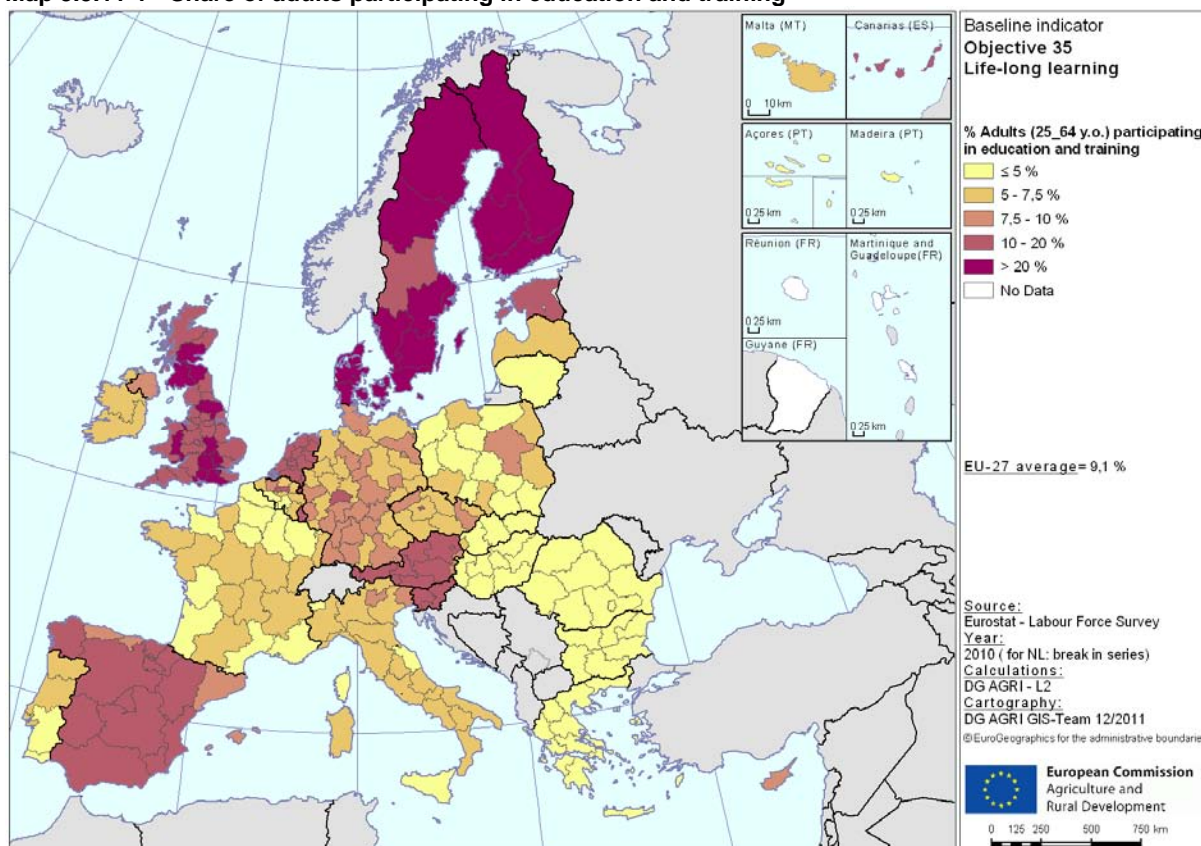 Malta (MT)
Canarias (ES)
0 10 km
Açores (PT)
Madeira (PT)
0 25 km
0 25 km
Réunion (FR)
Martinique and
Guadeloupe(FR)
0 25 km
Guyane (FR)
0 25 km
0 25 km
Baseline indicator
Objective 35
Life-long learning
% Adults (25_64 y.o.) participating
in education and training
≤ 5 %
5 - 7,5 %
7,5 - 10 %
10 - 20 %
> 20 %
No Data
EU-27 average= 9,1 %
Source:
Eurostat - Labour Force Survey
Year:
2010 ( for NL: break in series)
Calculations:
DG AGRI - L2
Cartography:
DG AGRI GIS-Team 12/2011
©EuroGeographics for the administrative boundarie
European Commission
Agriculture and
Rural Development
0 125 250 500 750 km